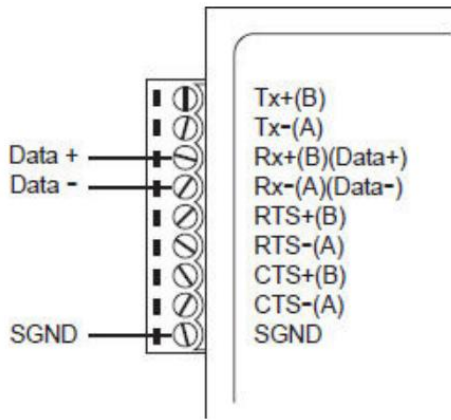 Tx+(B)
Tx-(A)
Data + Rx+(B)(Data+)
Data - Rx-(A)(Data-)
RTS+(B)
RTS-(A)
CTS+(B)
CTS-(A)
SGND SGND